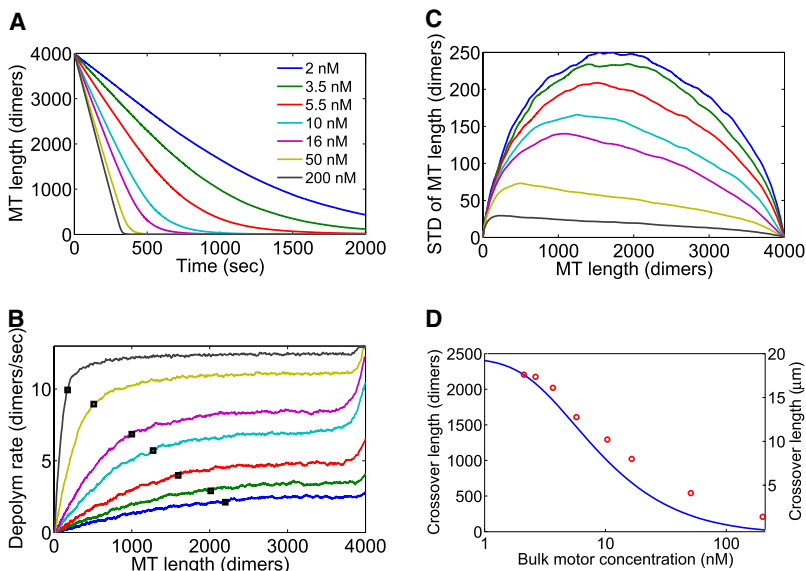 A
4000
3000
2000
1000
0
MT length (dimers)
2 nM
3.5 nM
5.5 nM
10 nM
16 nM
50 nM
200 nM
0 500 1000 1500 2000
Time (sec)
C
250
200
150
100
50
0
STD of MT length (dimers)
0 1000 2000 3000 4000
MT length (dimers)
B
10
5
0
Depolym rate (dimers/sec)
0 1000 2000 3000 4000
MT length (dimers)
D
2500
2000
1500
1000
500
0
Crossover length (dimers)
20
15
10
5
Crossover length (μm)
1 10 100
Bulk motor concentration (nM)